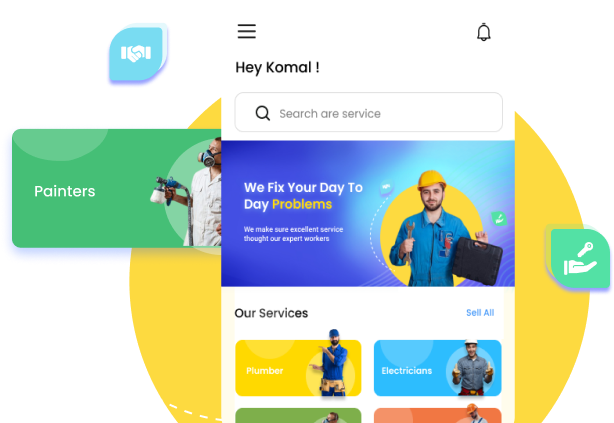 Hey Komal !
Search are service
Painters
We Fix Your Day To
Day Problems
We make sure excellent service
thought our expert workers
Our Services
Sell All
Plumber
Electricians